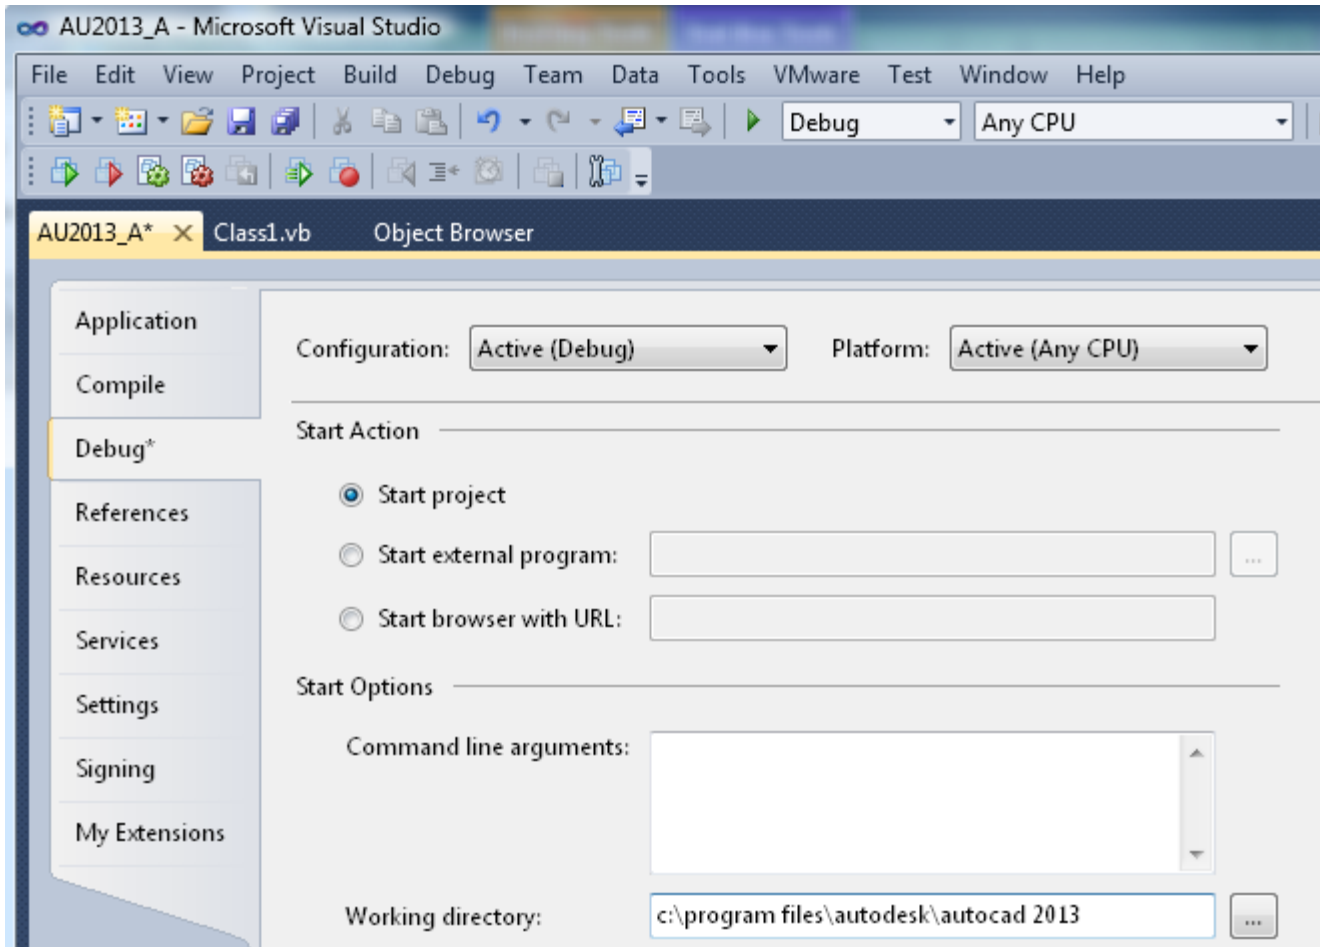 AU2013_A - Microsoft Visual Studio
File Edit View Project Build Debug Team Data Tools VMware Test Window Help
Debug Any CPU
AU2013_A* Class1.vb Object Browser
Application
Configuration: Active (Debug) Platform: Active (Any CPU)
Compile
Start Action
Debug*
Start project
References
Start external program: ...
Resources
Start browser with URL:
Services
Start Options
Settings
Command line arguments:
Signing
My Extensions
Working directory: c:\program files\autodesk\autocad 2013 ...